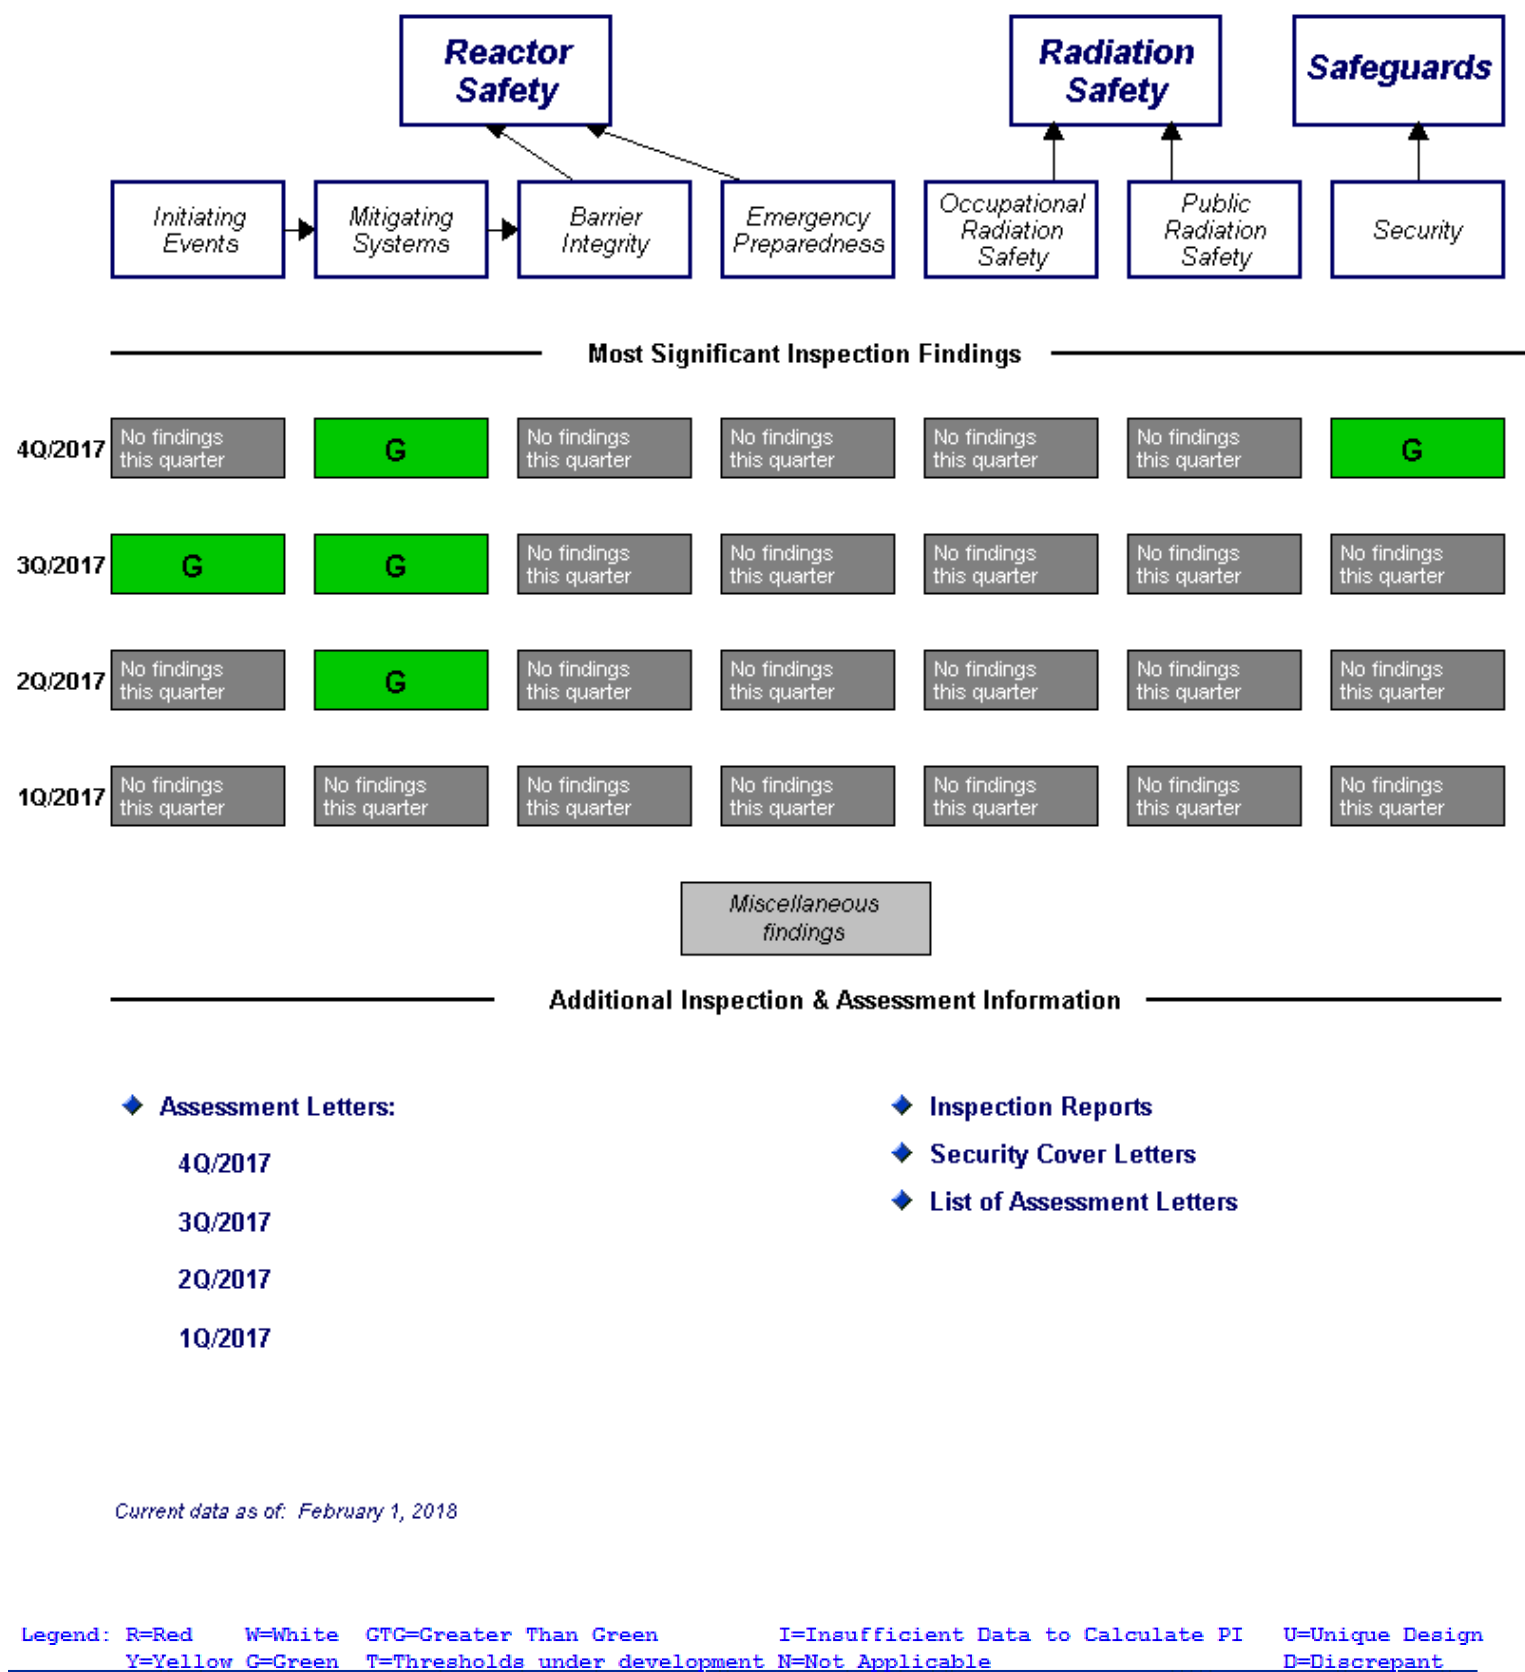 Reactor
Safety
Radiation
Safety
Safeguards
Initiating
Events
Mitigating
Systems
Barrier
Integrity
Emergency
Preparedness
Occupational
Radiation
Safety
Public
Radiation
Safety
Security
Most Significant Inspection Findings
4Q/2017
No findings
this quarter
G
No findings
this quarter
No findings
this quarter
No findings
this quarter
No findings
this quarter
G
3Q/2017
G
G
No findings
this quarter
No findings
this quarter
No findings
this quarter
No findings
this quarter
No findings
this quarter
2Q/2017
No findings
this quarter
G
No findings
this quarter
No findings
this quarter
No findings
this quarter
No findings
this quarter
No findings
this quarter
1Q/2017
No findings
this quarter
No findings
this quarter
No findings
this quarter
No findings
this quarter
No findings
this quarter
No findings
this quarter
No findings
this quarter
Miscellaneous
findings
Additional Inspection & Assessment Information
Assessment Letters:
4Q/2017
3Q/2017
2Q/2017
1Q/2017
Inspection Reports
Security Cover Letters
List of Assessment Letters
Current data as of: February 1, 2018
Legend: R=Red W=White GTG=Greater Than Green I=Insufficient Data to Calculate PI U=Unique Design
Y=Yellow G=Green T=Thresholds under development N=Not Applicable D=Discrepant